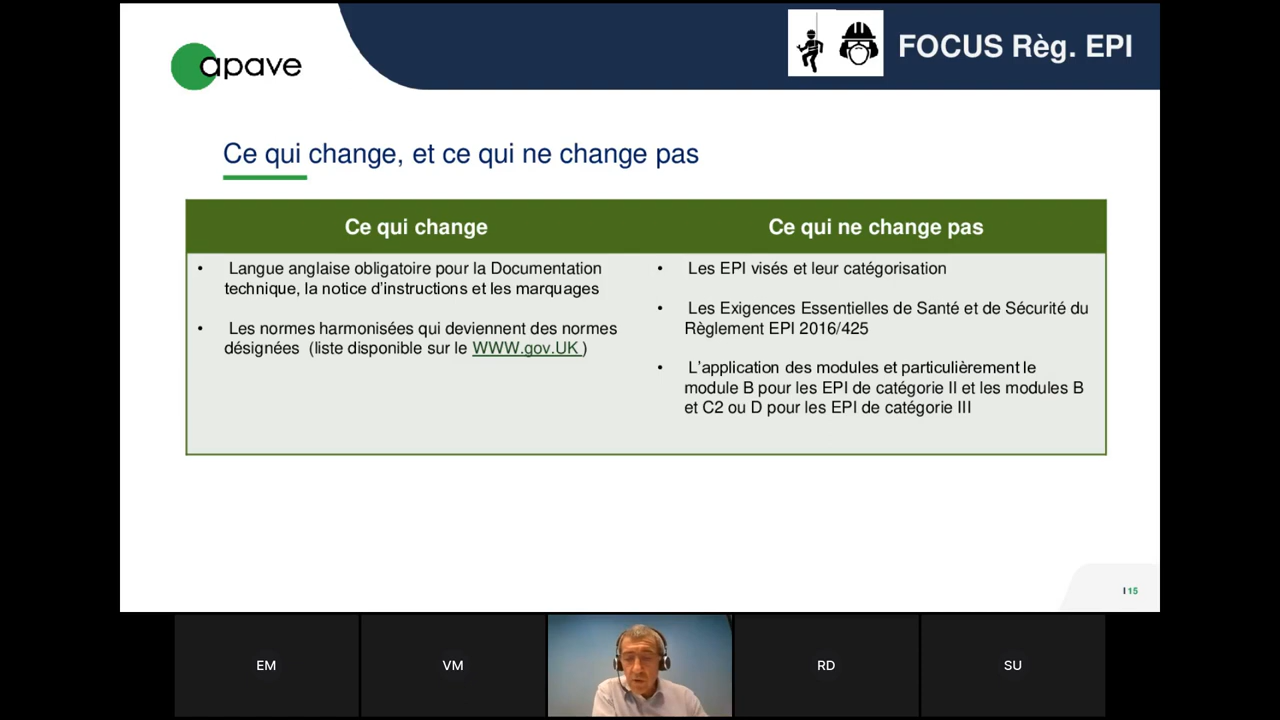 apave
FOCUS Règ. EPI
Ce qui change, et ce qui ne change pas
Ce qui change
• Langue anglaise obligatoire pour la Documentation
technique, la notice d'instructions et les marquages
• Les normes harmonisées qui deviennent des normes
désignées (liste disponible sur le WWW.gov.UK )
Ce qui ne change pas
• Les EPI visés et leur catégorisation
• Les Exigences Essentielles de Santé et de Sécurité du
Règlement EPI 2016/425
• L'application des modules et particulièrement le
module B pour les EPI de catégorie II et les modules B
et C2 ou D pour les EPI de catégorie III
I 15
EM
VM
RD
SU